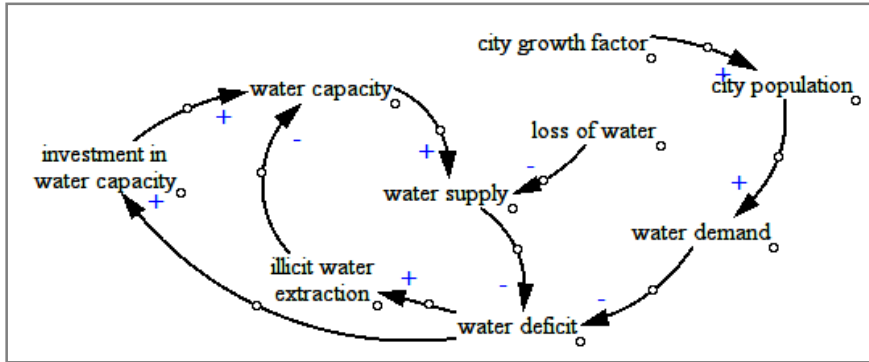 city growth factor
+
city population
water capacity
+
-
loss of water
+
-
investment in
water capacity
+
water supply
+
water demand
illicit water
extraction
+
-
-
water deficit